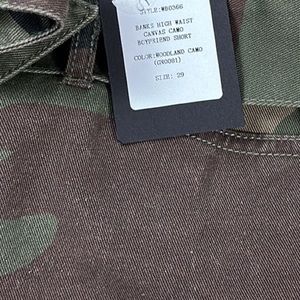 STYLE:WB0366
BANKS HIGH WAIST
CANVAS CAMO
BOYFRIEND SHORT
COLOR:WOODLAND CAMO
(GW0081)
SIZE: 29